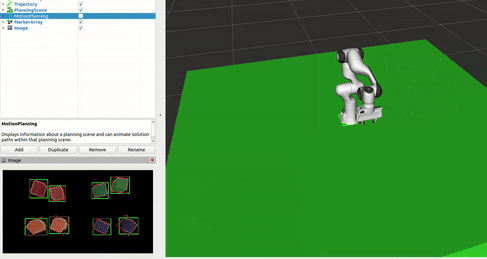 Trajectory
PlanningScene
MotionPlanning
MarkerArray
Image
MotionPlanning
Displays information about a planning scene and can animate solution
paths within that planning scene.
Add Duplicate Remove Rename
Image